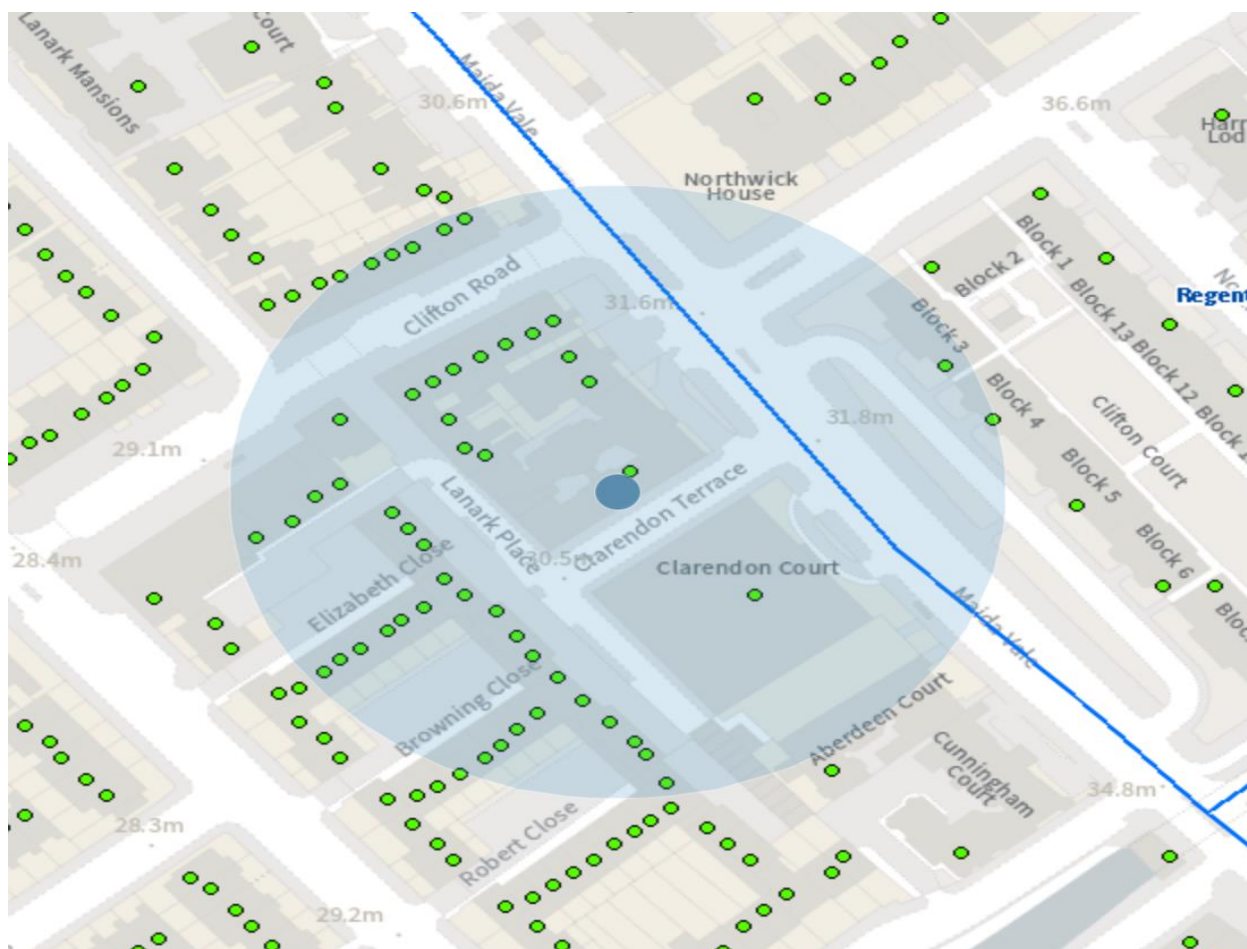 Court
Lanark Mansions
Maida Vale
30.6m
36.6m
Northwick
House
Block 1
Block 2
Regent
Clifton Road
31.6m
Block 3
Block 13
Block 12
Block 4
Clifton Court
31.8m
29.1m
Block 5
Lanark Place
Clarendon Terrace
28.4m
30.5m
Clarendon Court
Block 6
Elizabeth Close
Maida Vale
Browning Close
Aberdeen Court
Cunningham
Court
34.8m
28.3m
Robert Close
29.2m